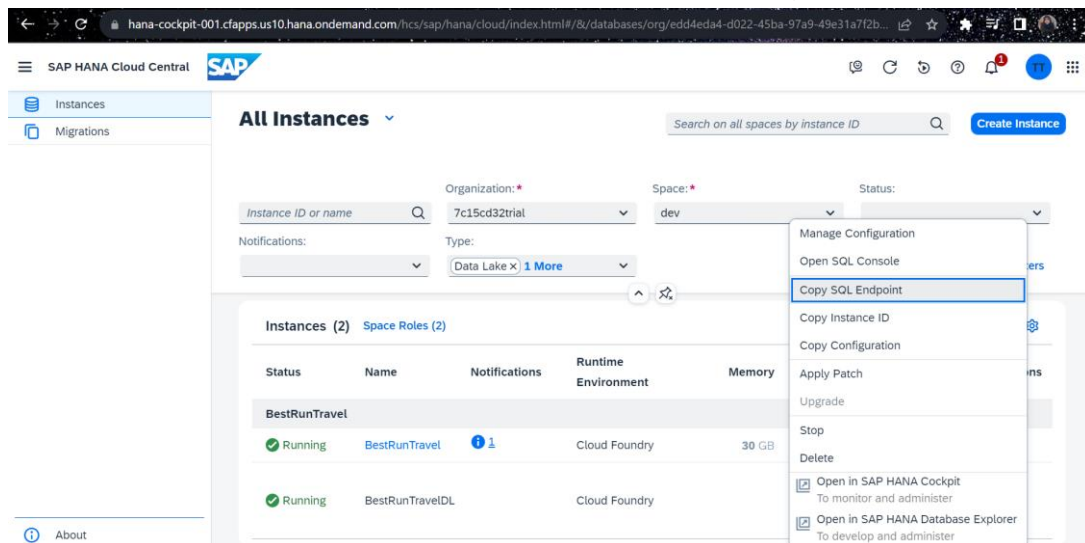 hana-cockpit-001.cfapps.us10.hana.ondemand.com/hcs/sap/hana/cloud/index.html#/&/databases/org/edd4eda4-d022-45ba-97a9-49e31a7f2b...
SAP HANA Cloud Central SAP 1 TT
Instances
Migrations
All Instances
Search on all spaces by instance ID
Create Instance
Organization:* Space:* Status:
Instance ID or name 7c15cd32trial dev
Notifications: Type:
Data Lake × 1 More
ers
Manage Configuration
Open SQL Console
Copy SQL Endpoint
Copy Instance ID
Copy Configuration
Apply Patch
Upgrade
Stop
Delete
Open in SAP HANA Cockpit
To monitor and administer
Open in SAP HANA Database Explorer
To develop and administer
Instances (2) Space Roles (2)
Status Name Notifications Runtime Environment Memory ns
BestRunTravel
Running BestRunTravel 1 Cloud Foundry 30 GB
Running BestRunTravelDL Cloud Foundry
About